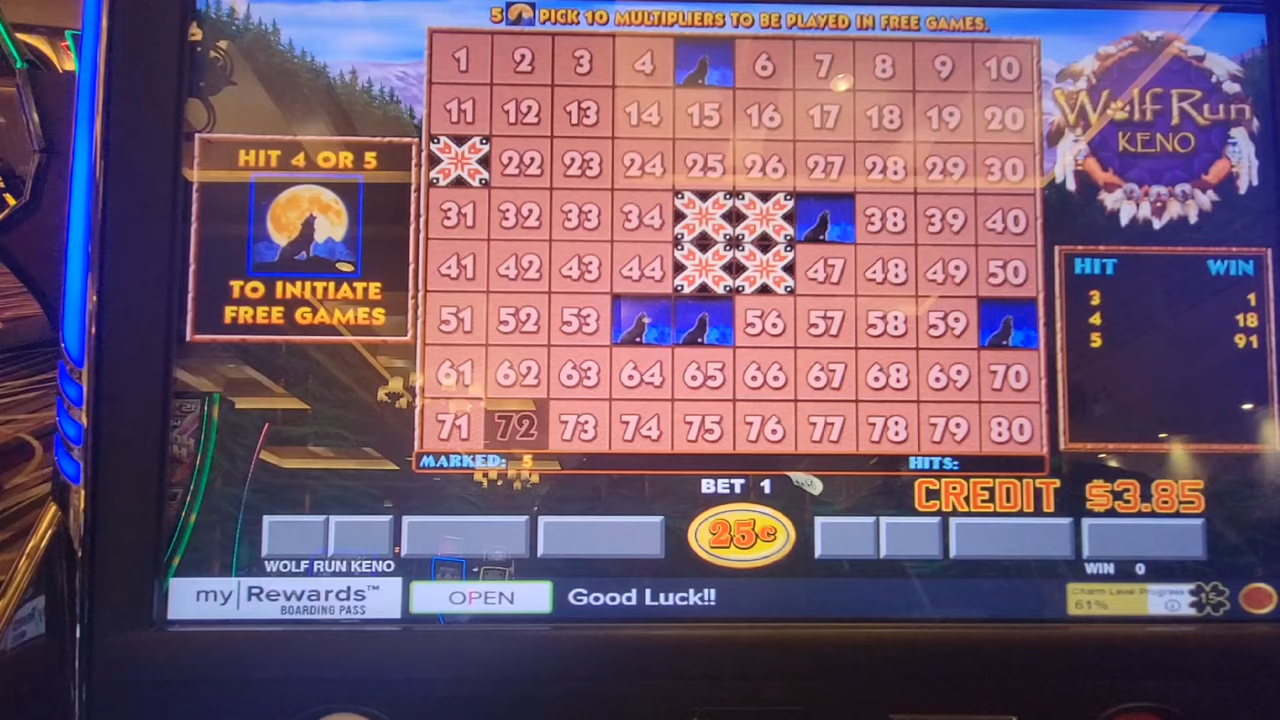 5 PICK 10 MULTIPLIERS TO BE PLAYED IN FREE GAMES.
1 2 3 4 6 7 8 9 10
11 12 13 14 15 16 17 18 19 20
22 23 24 25 26 27 28 29 30
31 32 33 34 38 39 40
41 42 43 44 47 48 49 50
51 52 53 56 57 58 59
61 62 63 64 65 66 67 68 69 70
71 72 73 74 75 76 77 78 79 80
MARKED: 5 HITS:
HIT 4 OR 5
TO INITIATE
FREE GAMES
Wolf Run
KENO
HIT WIN
3 1
4 18
5 91
BET 1
CREDIT $3.85
25¢
WOLF RUN KENO
WIN 0
my|Rewards™
BOARDING PASS
OPEN
Good Luck!!
Charm Level Progress
61%
15